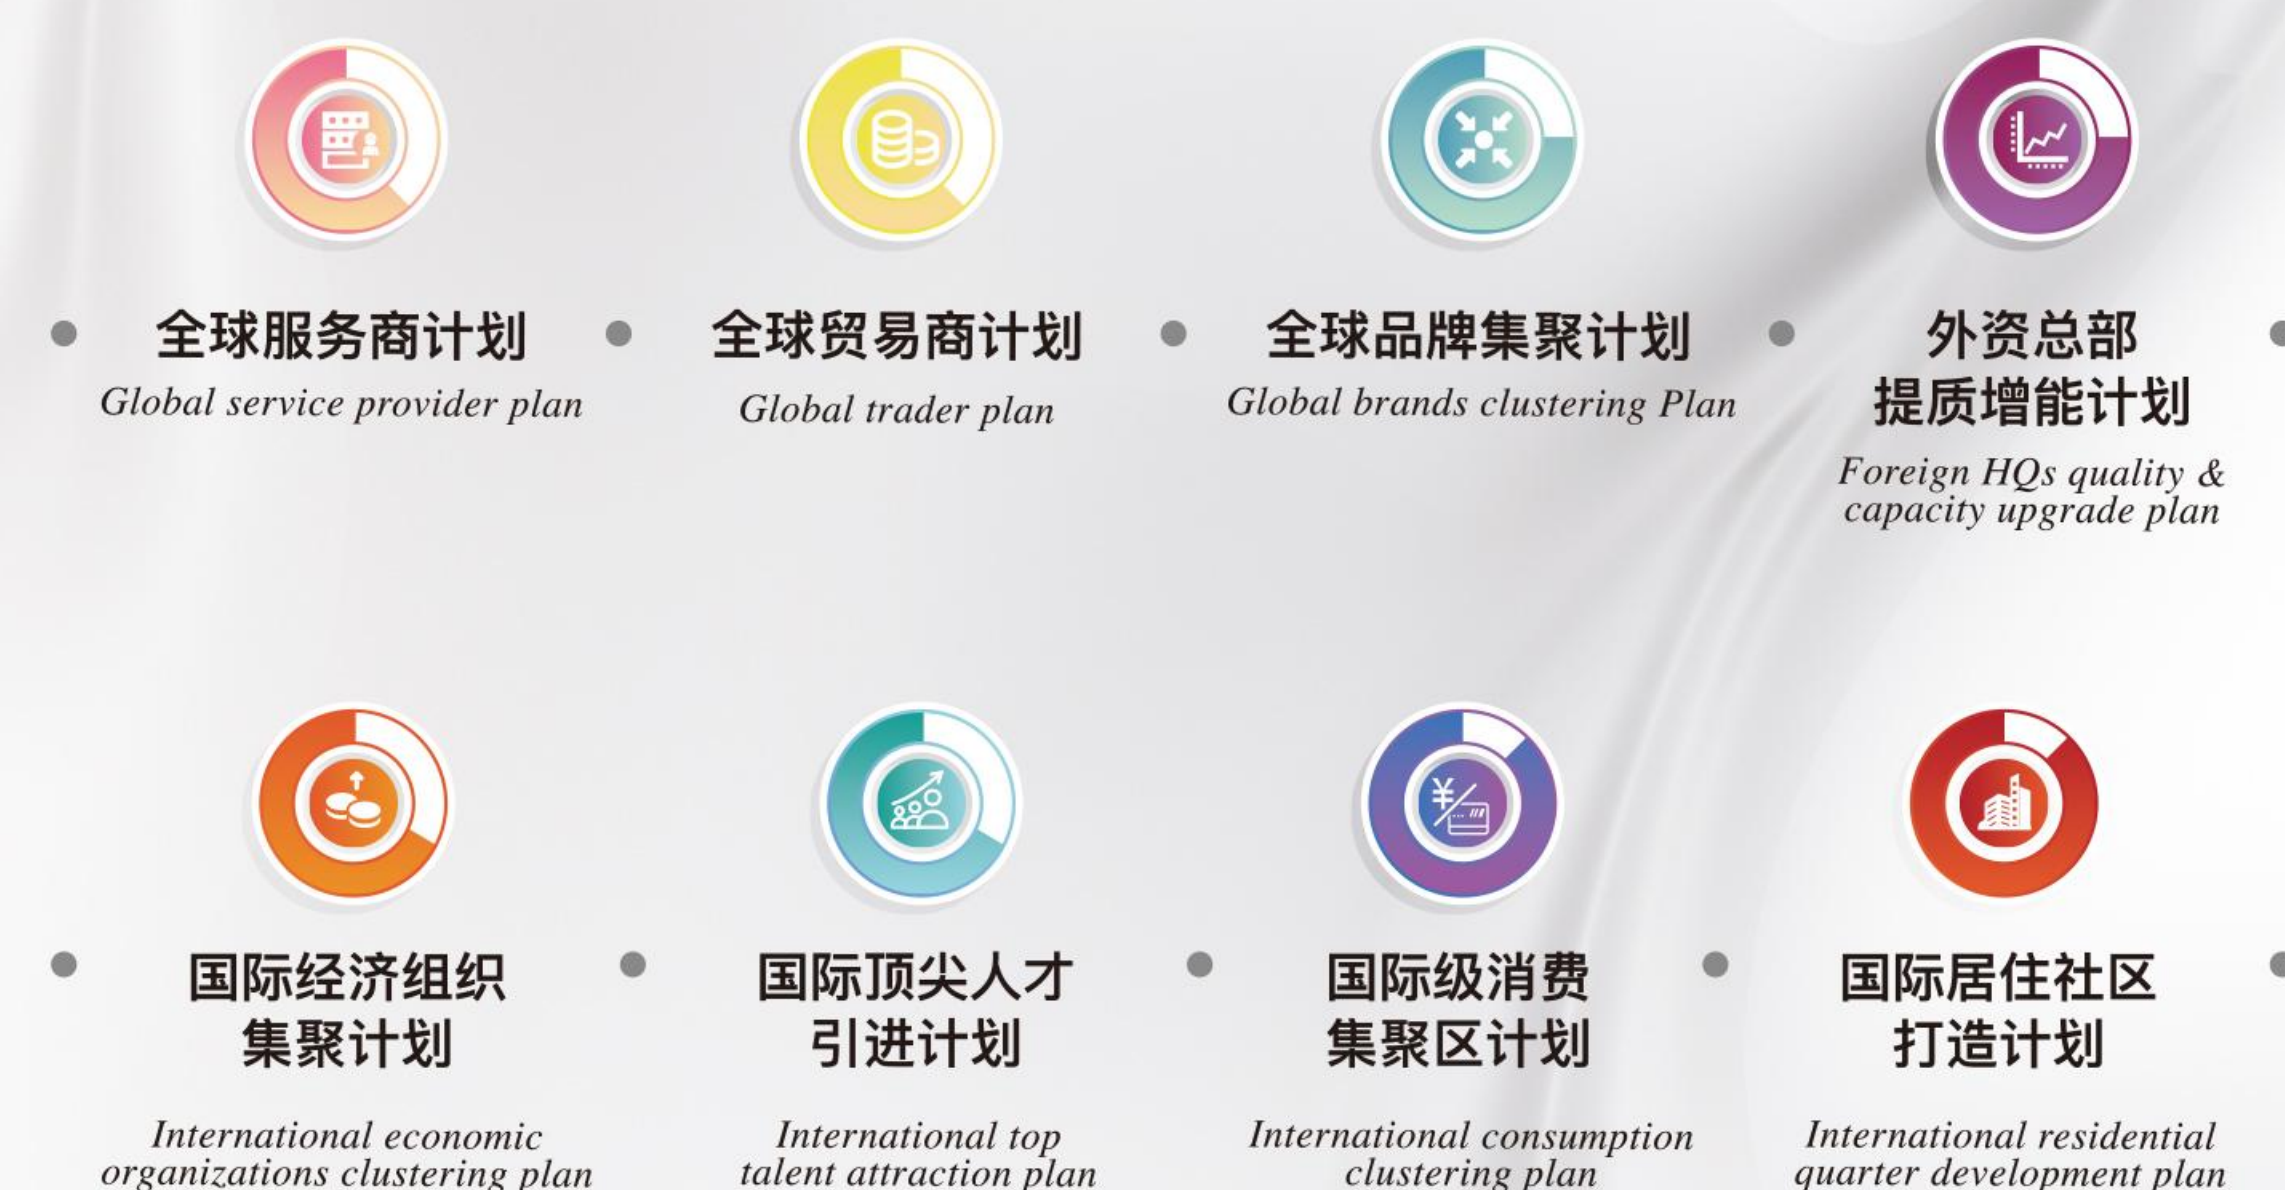 全球服务商计划
Global service provider plan
全球贸易商计划
Global trader plan
全球品牌集聚计划
Global brands clustering Plan
外资总部
提质增能计划
Foreign HQs quality &
capacity upgrade plan
国际经济组织
集聚计划
International economic
organizations clustering plan
国际顶尖人才
引进计划
International top
talent attraction plan
国际级消费
集聚区计划
International consumption
clustering plan
国际居住社区
打造计划
International residential
quarter development plan